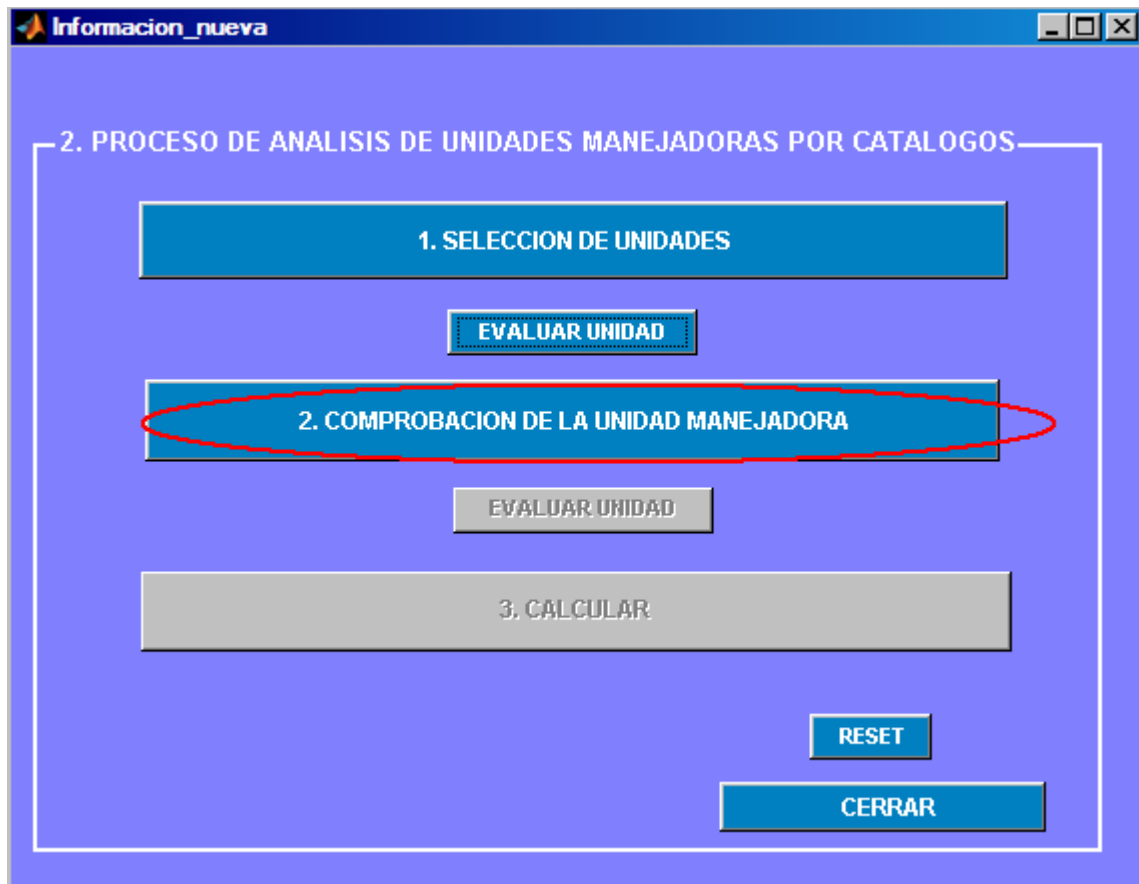 Informacion_nueva
2. PROCESO DE ANALISIS DE UNIDADES MANEJADORAS POR CATALOGOS
1. SELECCION DE UNIDADES
EVALUAR UNIDAD
2. COMPROBACION DE LA UNIDAD MANEJADORA
EVALUAR UNIDAD
3. CALCULAR
RESET
CERRAR